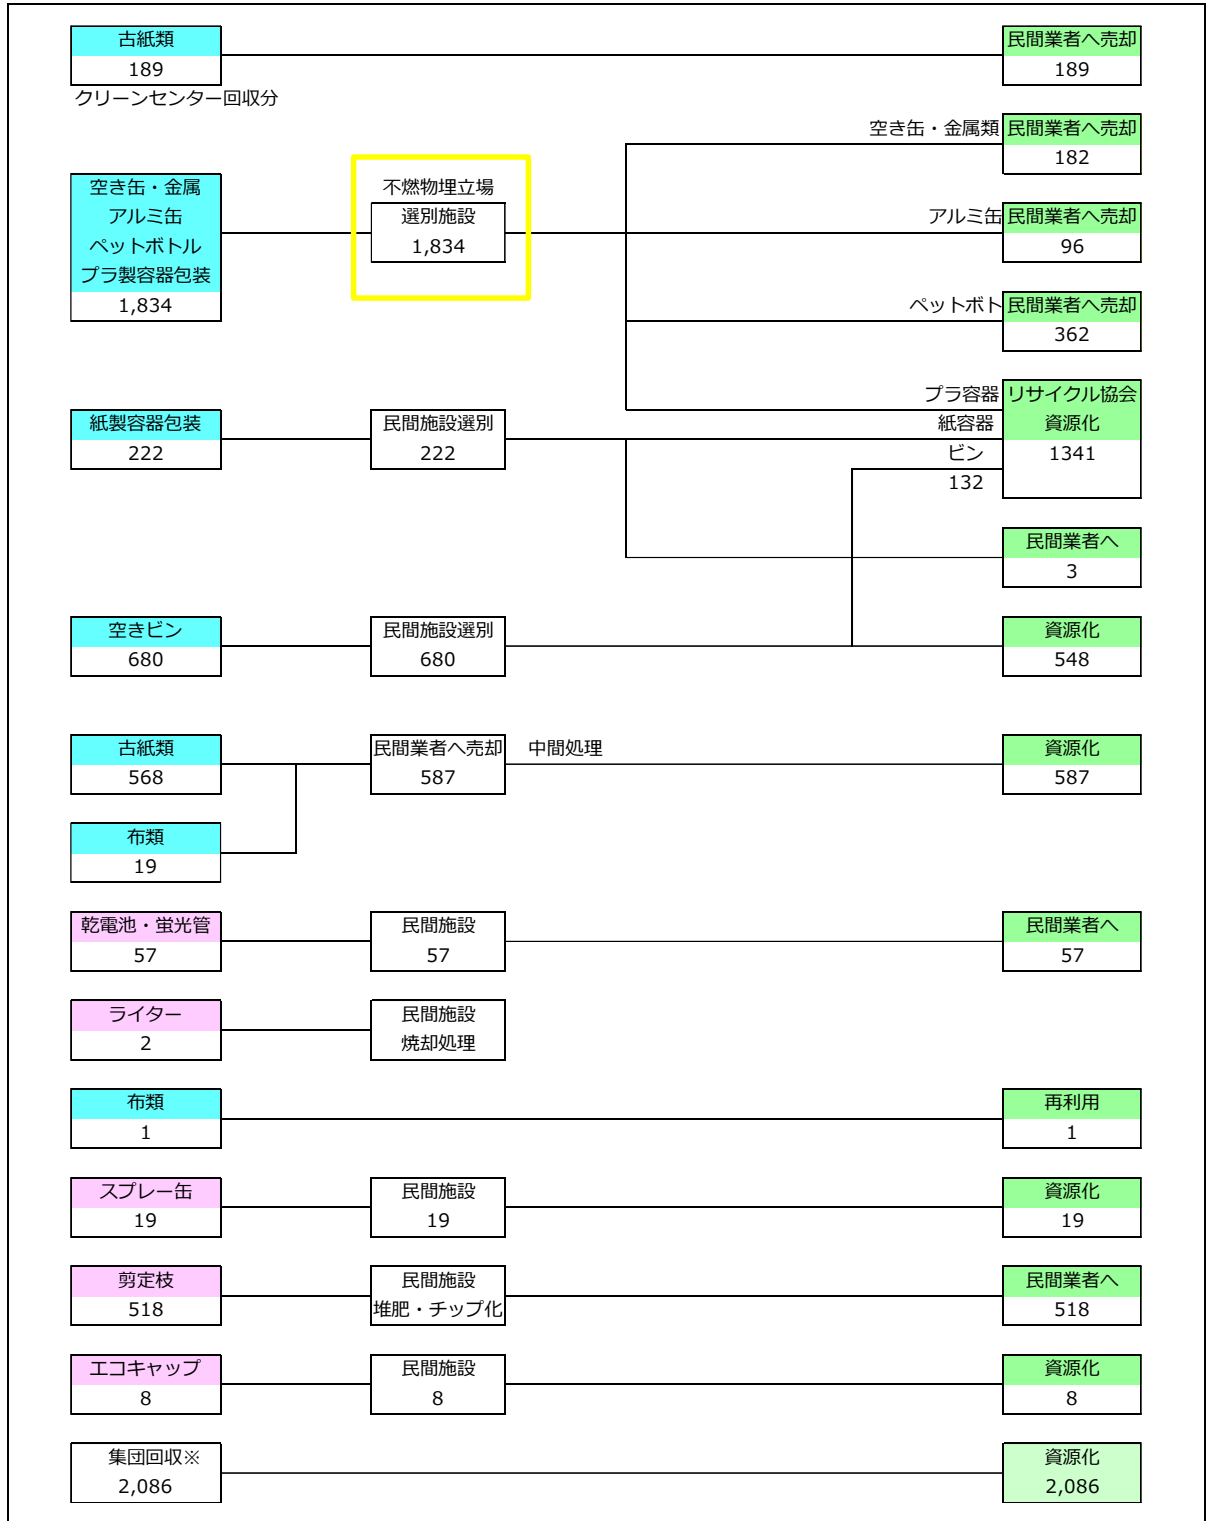 古紙類
民間業者へ売却
189
189
クリーンセンター回収分
空き缶・金属類
民間業者へ売却
182
空き缶・金属
アルミ缶
ペットボトル
プラ製容器包装
1,834
不燃物埋立場
選別施設
1,834
アルミ缶
民間業者へ売却
96
ペットボト
民間業者へ売却
362
プラ容器
リサイクル協会
資源化
1341
紙製容器包装
222
民間施設選別
222
紙容器
ビン
132
民間業者へ
3
空きビン
680
民間施設選別
680
資源化
548
古紙類
568
民間業者へ売却
587
中間処理
資源化
587
布類
19
乾電池・蛍光管
57
民間施設
57
民間業者へ
57
ライター
2
民間施設
焼却処理
布類
1
再利用
1
スプレー缶
19
民間施設
19
資源化
19
剪定枝
518
民間施設
堆肥・チップ化
民間業者へ
518
エコキャップ
8
民間施設
8
資源化
8
集団回収※
2,086
資源化
2,086